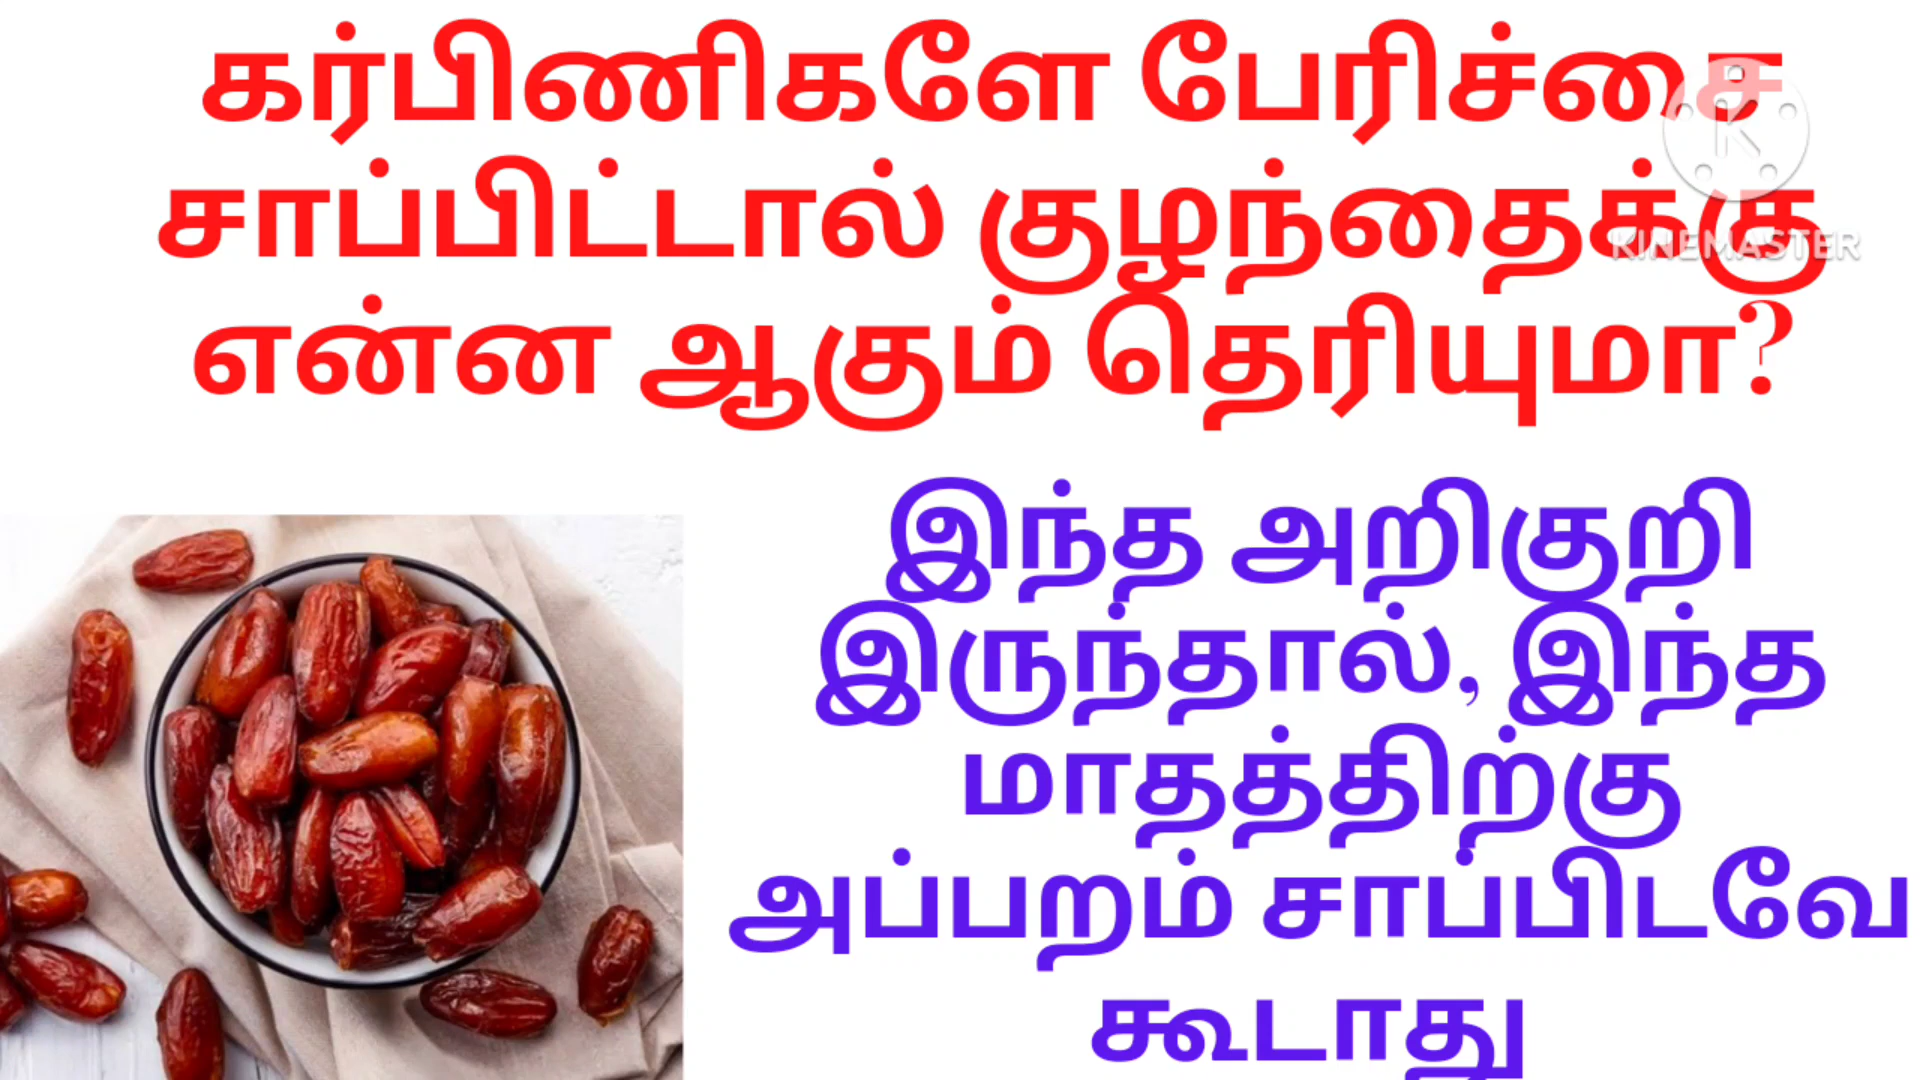 கர்பிணிகளே பேரிச்சை
சாப்பிட்டால் குழந்தைக்கு
என்ன ஆகும் தெரியுமா?
இந்த அறிகுறி
இருந்தால், இந்த
மாதத்திற்கு
அப்பறம் சாப்பிடவே
கூடாது
K
KINEMASTER